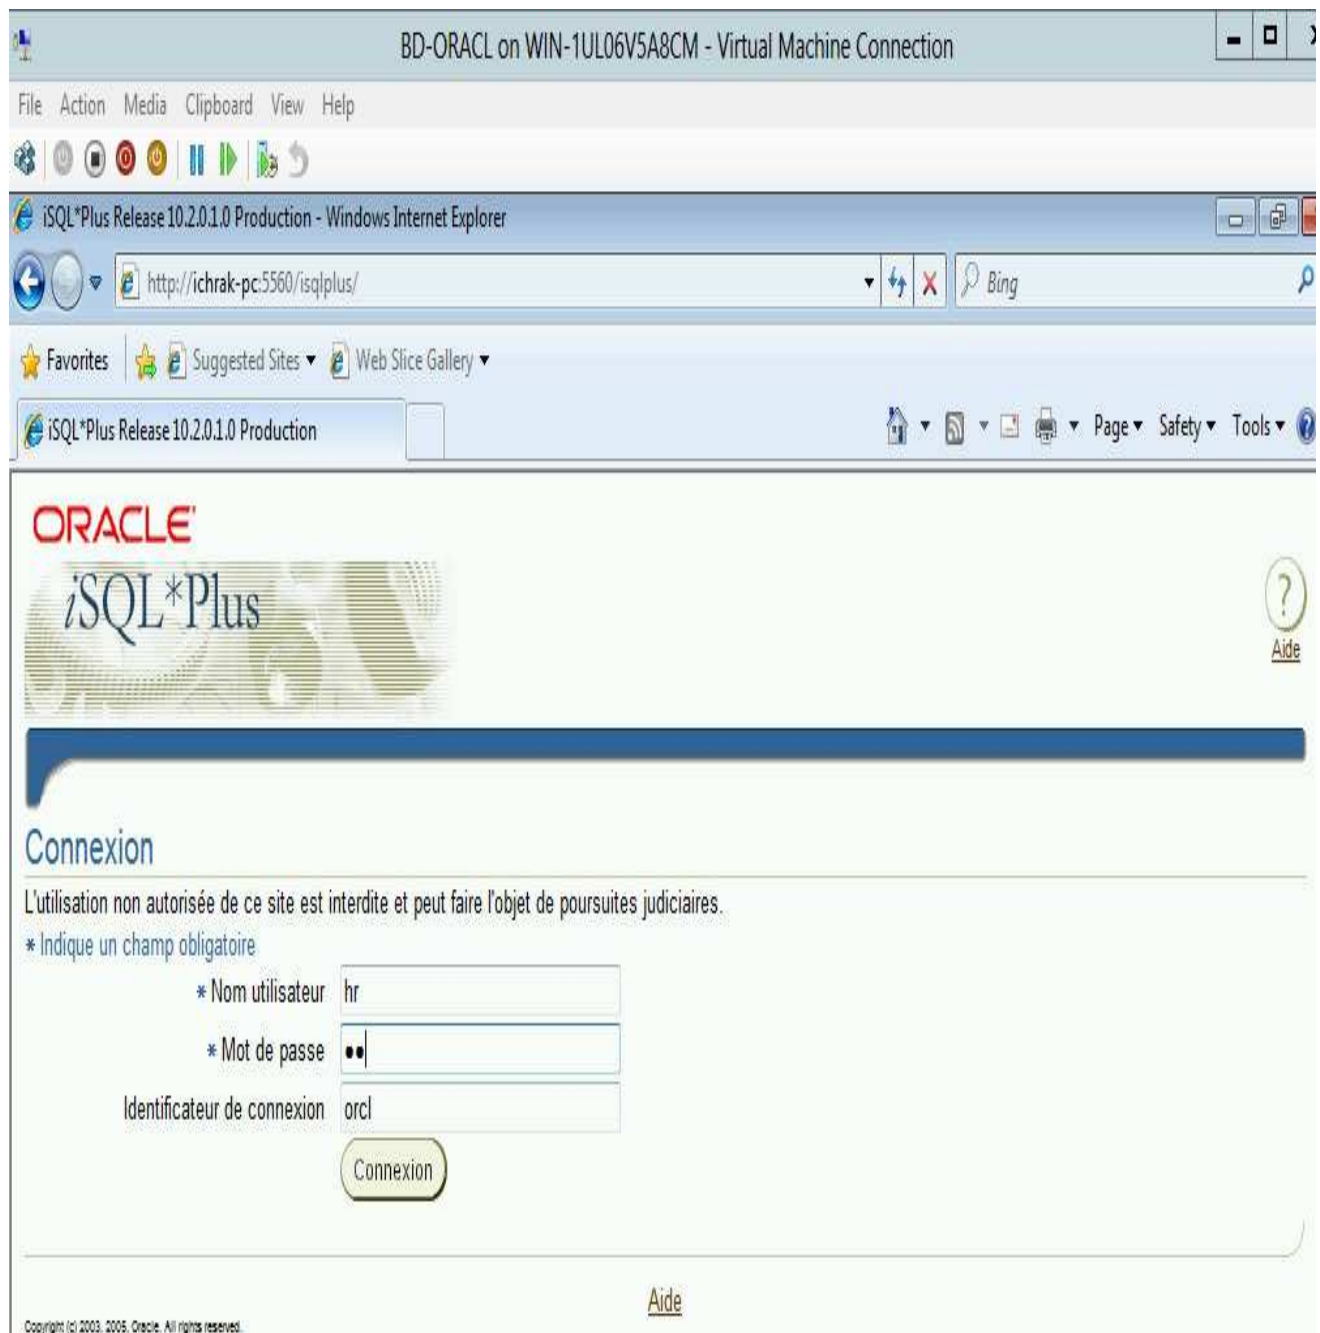 BD-ORACL on WIN-1UL06V5A8CM - Virtual Machine Connection
File Action Media Clipboard View Help
iSQL*Plus Release 10.2.0.1.0 Production - Windows Internet Explorer
http://ichrak-pc:5560/isqlplus/
Bing
Favorites Suggested Sites Web Slice Gallery
iSQL*Plus Release 10.2.0.1.0 Production
Page Safety Tools
ORACLE
iSQL*Plus
Aide
Connexion
L'utilisation non autorisée de ce site est interdite et peut faire l'objet de poursuites judiciaires.
* Indique un champ obligatoire
* Nom utilisateur hr
* Mot de passe ••
Identificateur de connexion orcl
Connexion
Aide
Copyright (c) 2003, 2005, Oracle. All rights reserved.